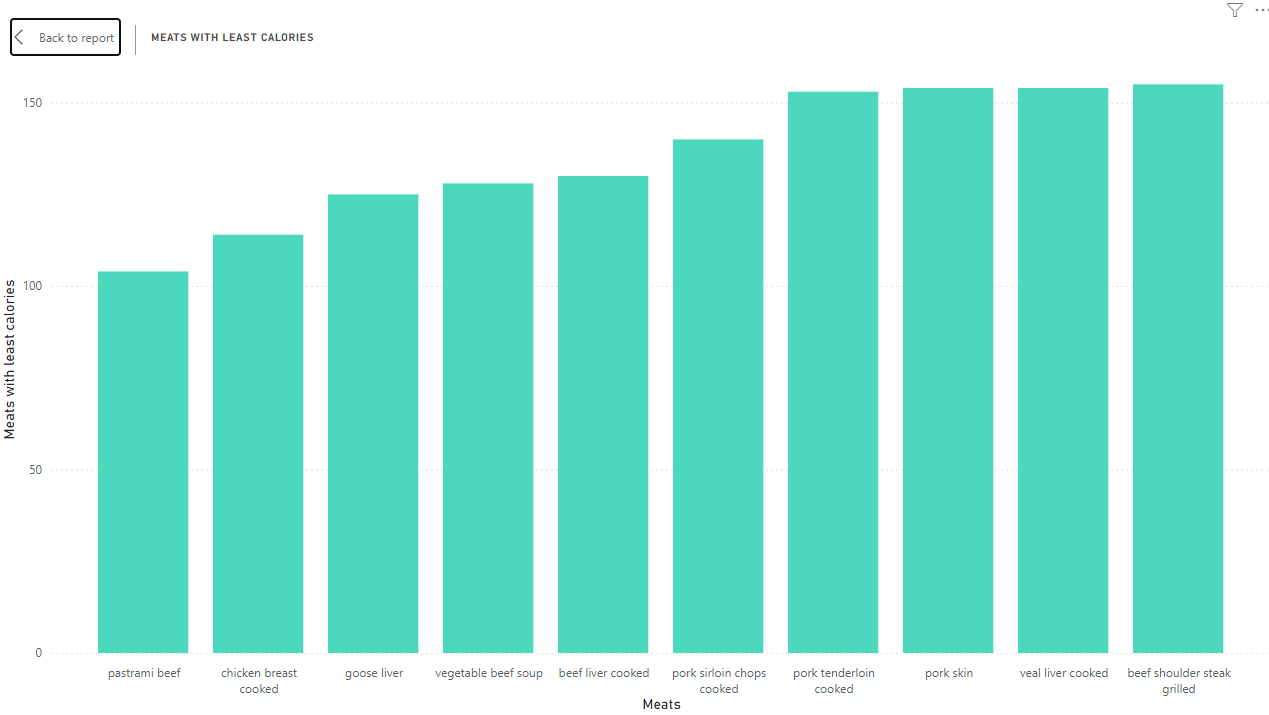 Back to report
MEATS WITH LEAST CALORIES
150
100
50
0
Meats with least calories
pastrami beef
chicken breast
cooked
goose liver
vegetable beef soup
beef liver cooked
pork sirloin chops
cooked
pork tenderloin
cooked
pork skin
veal liver cooked
beef shoulder steak
grilled
Meats